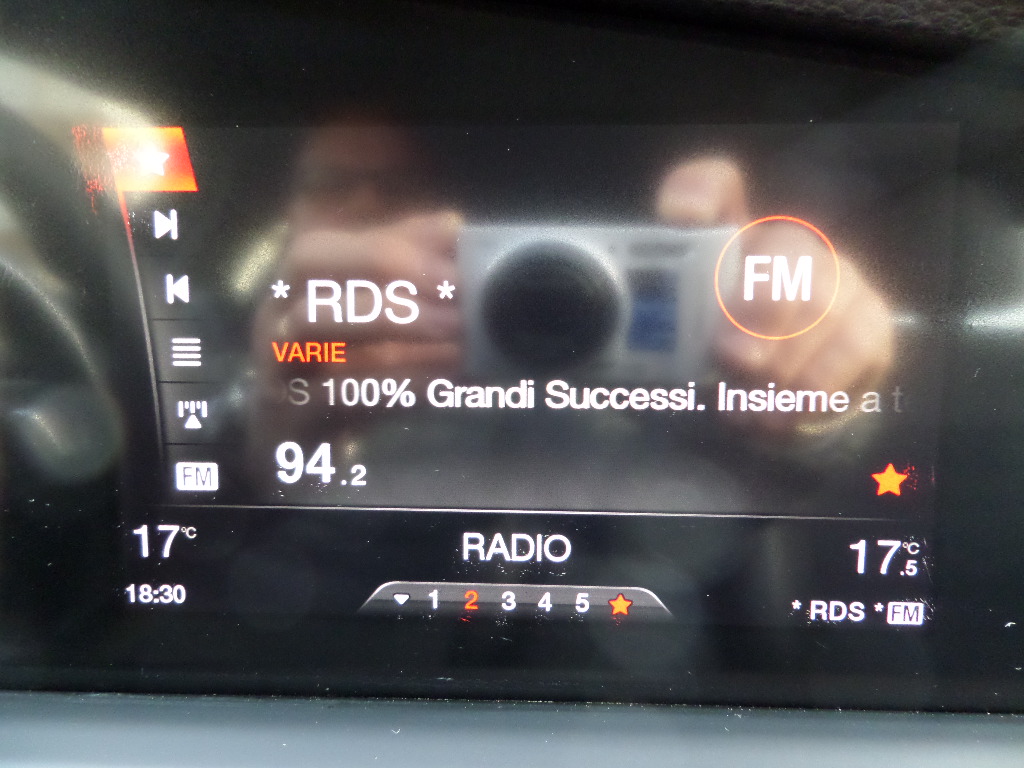 * RDS *
FM
VARIE
S 100% Grandi Successi. Insieme a t
94.2
FM
17°C
RADIO
17.5°C
18:30
1 2 3 4 5
* RDS * FM